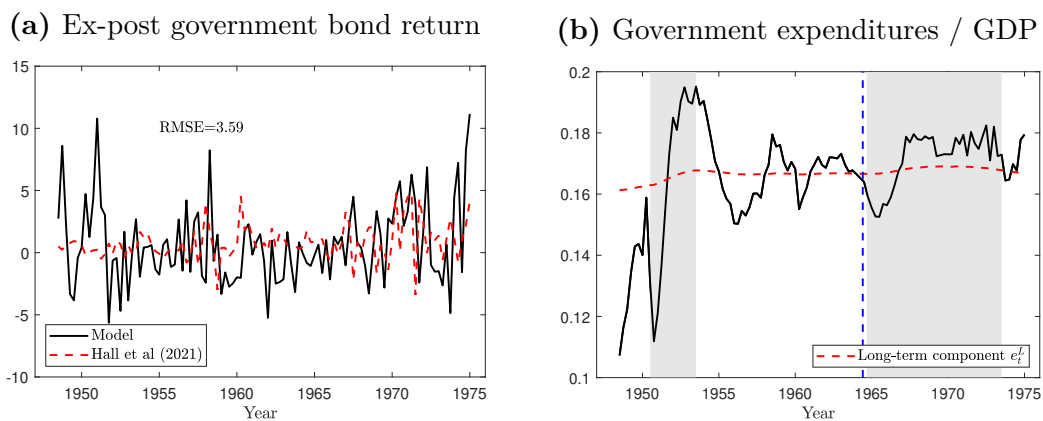 (a) Ex-post government bond return
15
10
5
0
-5
-10
RMSE=3.59
Model
Hall et al (2021)
1950 1955 1960 1965 1970 1975
Year
(b) Government expenditures / GDP
0.2
0.18
0.16
0.14
0.12
0.1
Long-term component e_t^L
1950 1955 1960 1965 1970 1975
Year